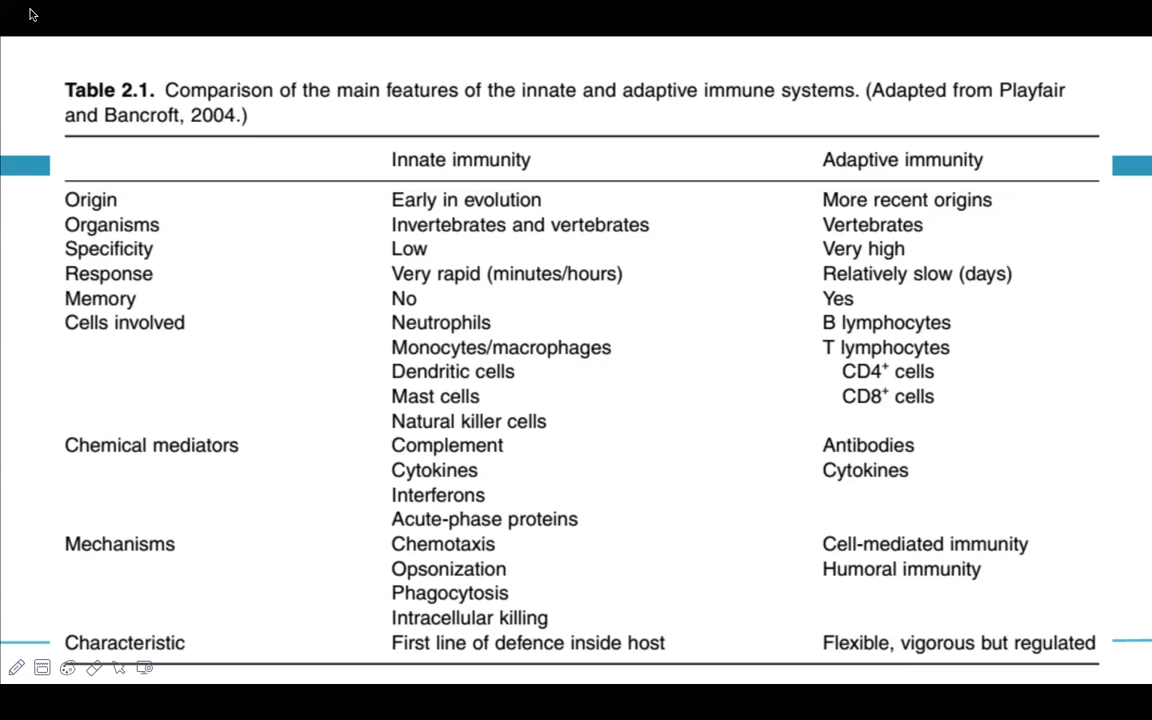 Table 2.1. Comparison of the main features of the innate and adaptive immune systems. (Adapted from Playfair
and Bancroft, 2004.)
Innate immunity Adaptive immunity
Origin Early in evolution More recent origins
Organisms Invertebrates and vertebrates Vertebrates
Specificity Low Very high
Response Very rapid (minutes/hours) Relatively slow (days)
Memory No Yes
Cells involved Neutrophils B lymphocytes
Monocytes/macrophages T lymphocytes
Dendritic cells CD4⁺ cells
Mast cells CD8⁺ cells
Natural killer cells
Chemical mediators Complement Antibodies
Cytokines Cytokines
Interferons
Acute-phase proteins
Mechanisms Chemotaxis Cell-mediated immunity
Opsonization Humoral immunity
Phagocytosis
Intracellular killing
Characteristic First line of defence inside host Flexible, vigorous but regulated